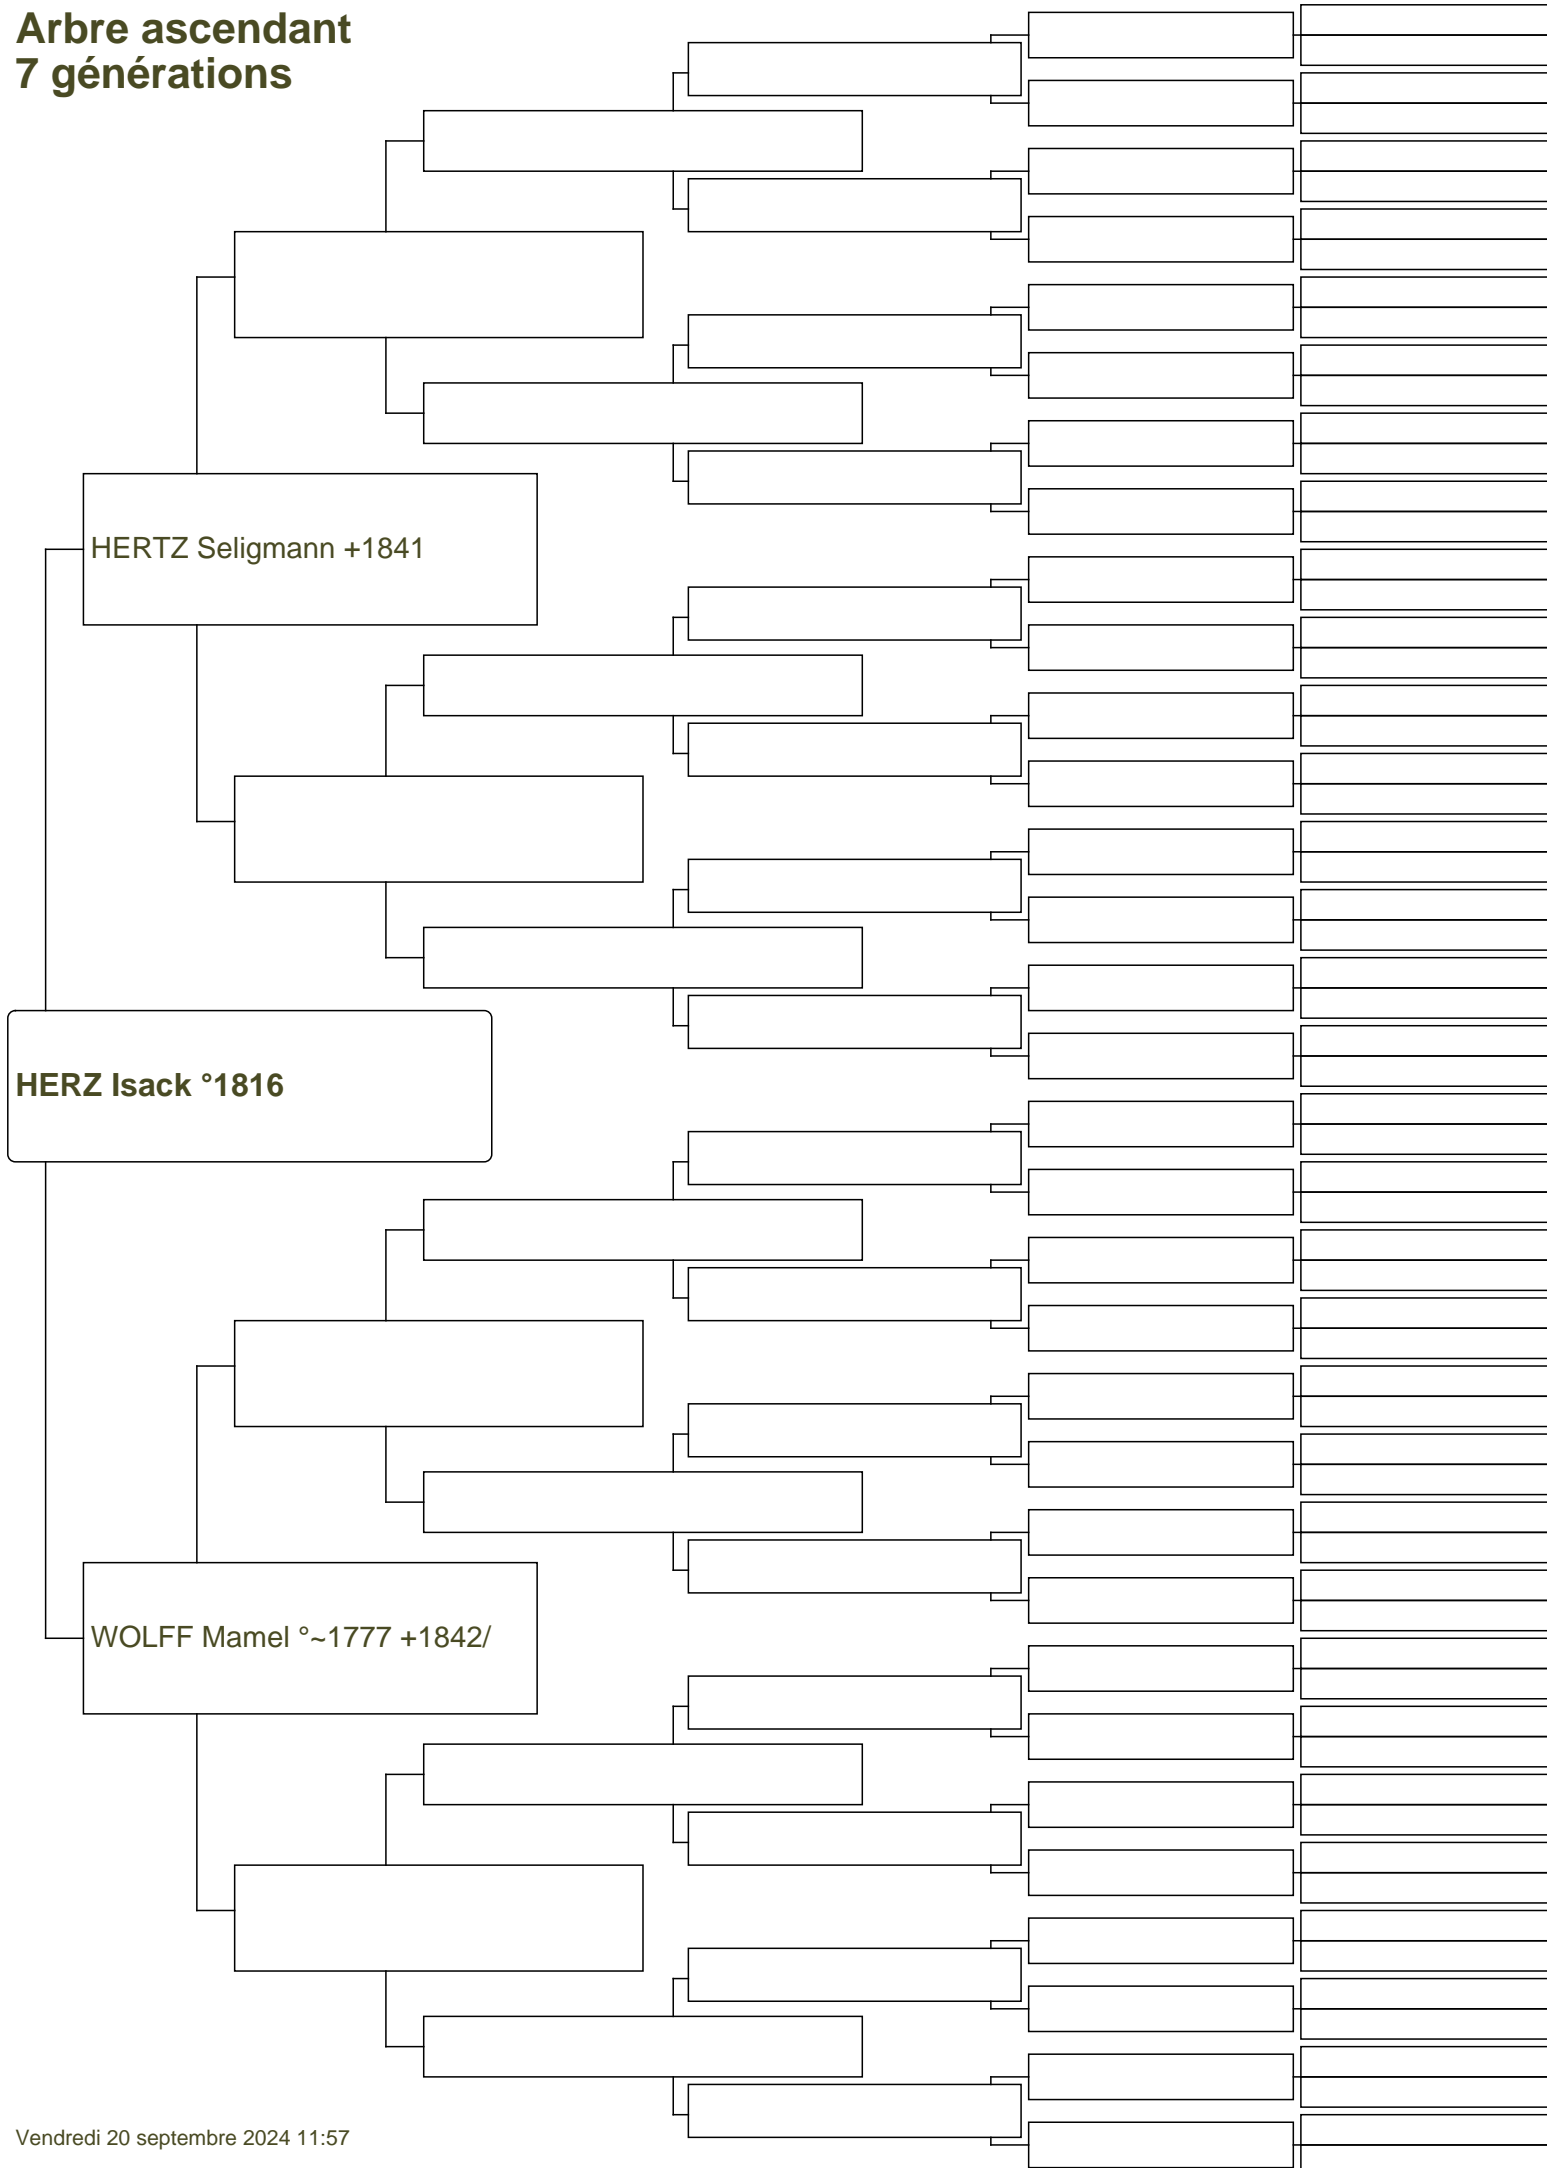 Arbre ascendant
7 générations
HERTZ Seligmann +1841
HERZ Isack °1816
WOLFF Mamel °~1777 +1842/
Vendredi 20 septembre 2024 11:57